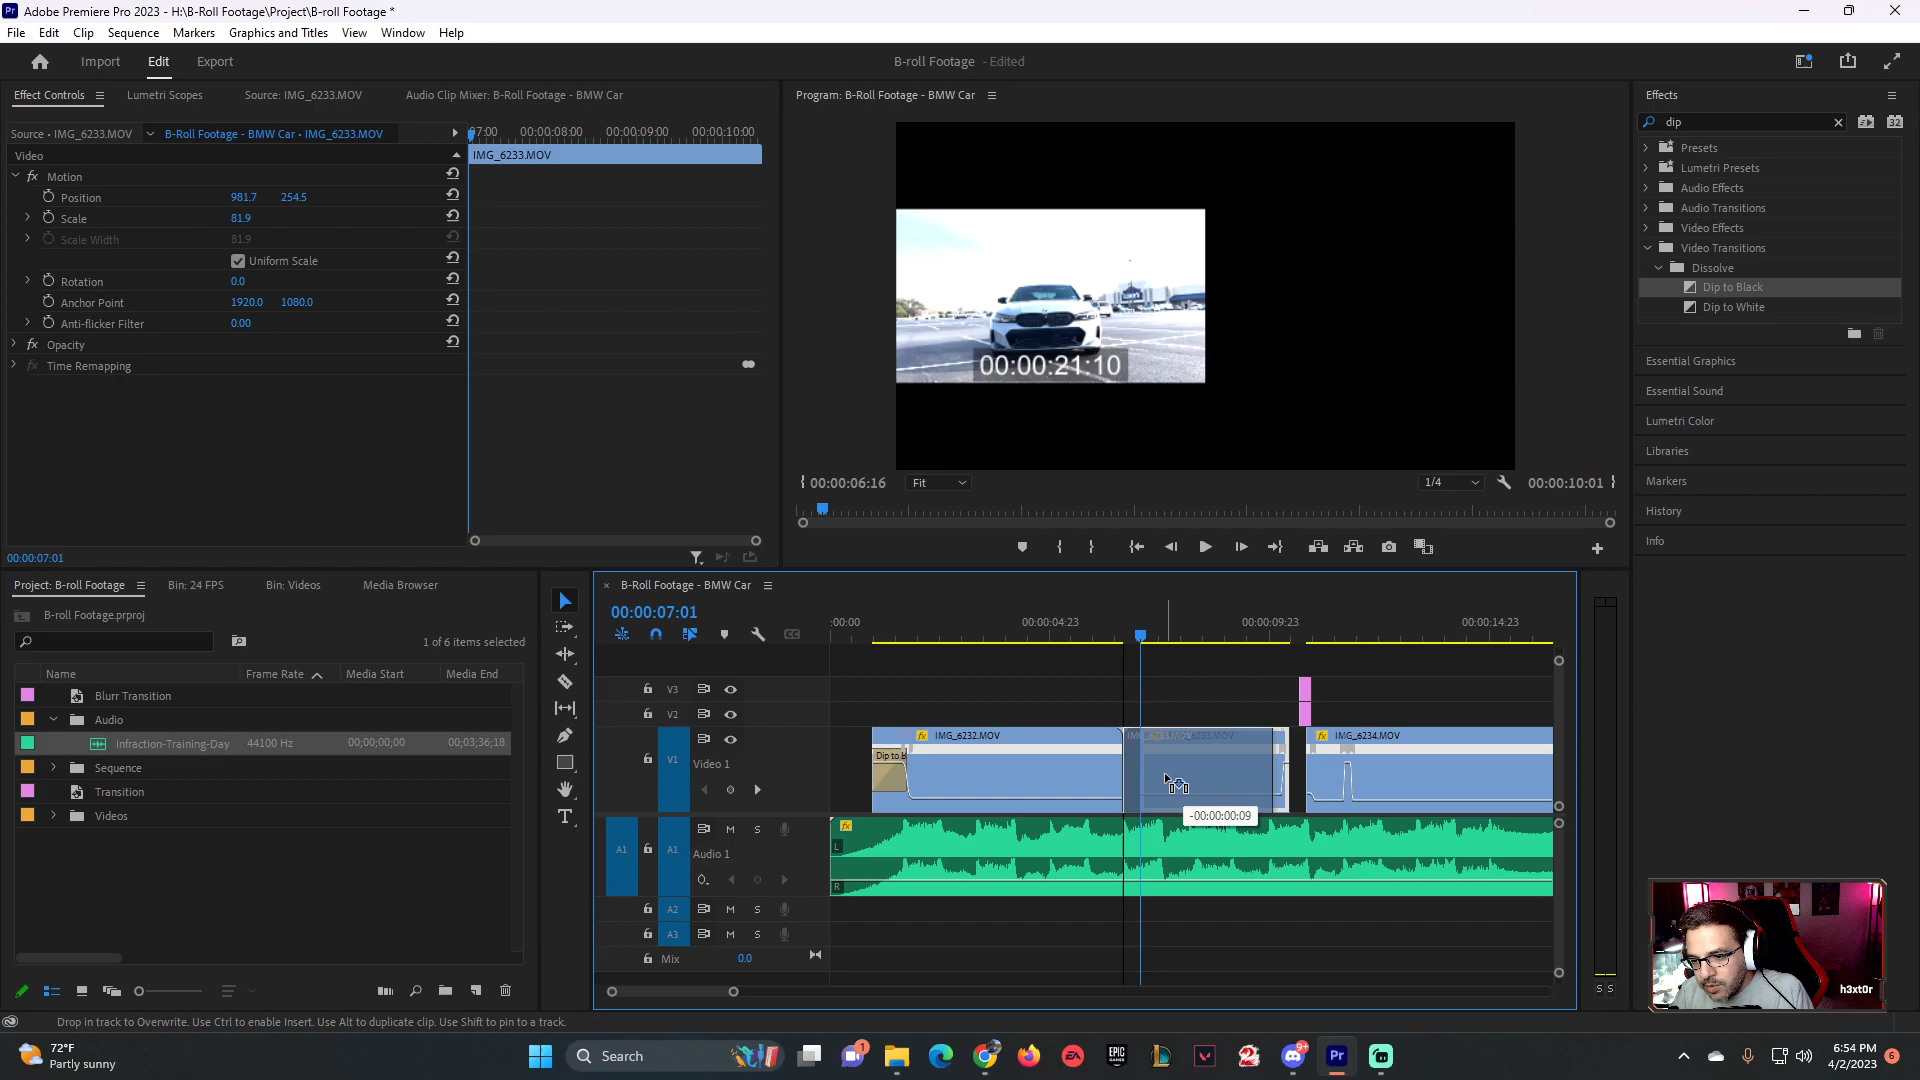 Adobe Premiere Pro 2023 - H:\B-Roll Footage\Project\B-roll Footage *
File Edit Clip Sequence Markers Graphics and Titles View Window Help
Import Edit Export
B-roll Footage - Edited
Effect Controls Lumetri Scopes Source: IMG_6233.MOV Audio Clip Mixer: B-Roll Footage - BMW Car
Program: B-Roll Footage - BMW Car
Effects
Source • IMG_6233.MOV B-Roll Footage - BMW Car • IMG_6233.MOV
07:00 00:00:08:00 00:00:09:00 00:00:10:00
dip
Video
IMG_6233.MOV
Motion
Position 981.7 254.5
Scale 81.9
Scale Width 81.9
Uniform Scale
Rotation 0.0
Anchor Point 1920.0 1080.0
Anti-flicker Filter 0.00
Opacity
Time Remapping
00:00:07:01
00:00:21:10
00:00:06:16 Fit 1/4 00:00:10:01
Presets
Lumetri Presets
Audio Effects
Audio Transitions
Video Effects
Video Transitions
Dissolve
Dip to Black
Dip to White
Essential Graphics
Essential Sound
Lumetri Color
Libraries
Markers
History
Info
Project: B-roll Footage Bin: 24 FPS Bin: Videos Media Browser
B-roll Footage.prproj
1 of 6 items selected
Name Frame Rate Media Start Media End
Blurr Transition
Audio
Infraction-Training-Day 44100 Hz 00;00;00;00 00;03;36;18
Sequence
Transition
Videos
B-Roll Footage - BMW Car
00:00:07:01
:00:00 00:00:04:23 00:00:09:23 00:00:14:23
V3
V2
V1 Video 1
IMG_6232.MOV IMG_6234.MOV
Dip to B
-00:00:00:09
A1 A1 M S
Audio 1
L
R
A2 M S
A3 M S
Mix 0.0
S S
h3xt0r
Drop in track to Overwrite. Use Ctrl to enable Insert. Use Alt to duplicate clip. Use Shift to pin to a track.
72°F
Partly sunny
Search
1
EPIC GAMES
9+
Pr
6:54 PM
4/2/2023
6